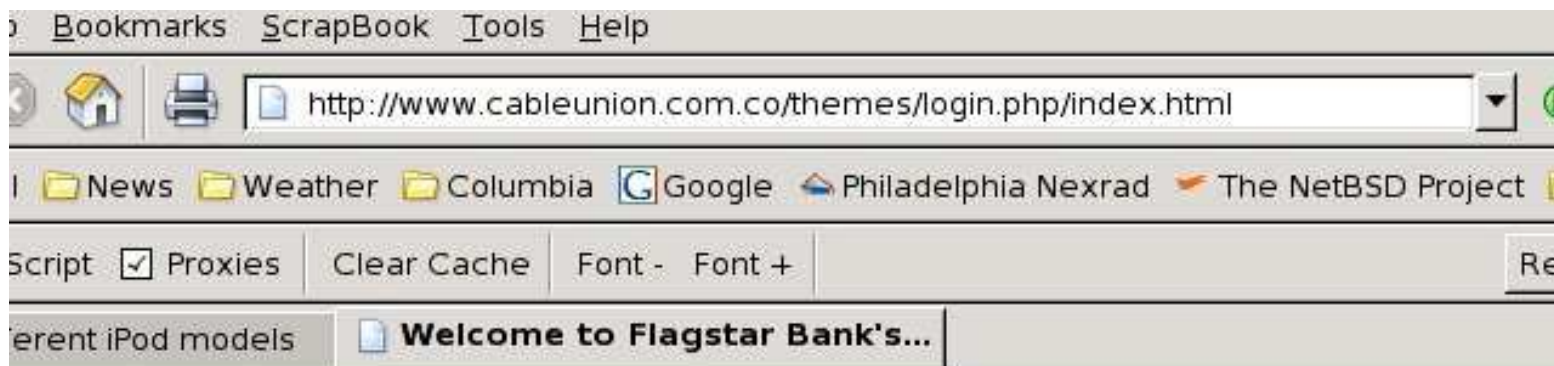 Bookmarks ScrapBook Tools Help
http://www.cableunion.com.co/themes/login.php/index.html
News Weather Columbia Google Philadelphia Nexrad The NetBSD Project
Script Proxies Clear Cache Font - Font + Re
erent iPod models Welcome to Flagstar Bank's...